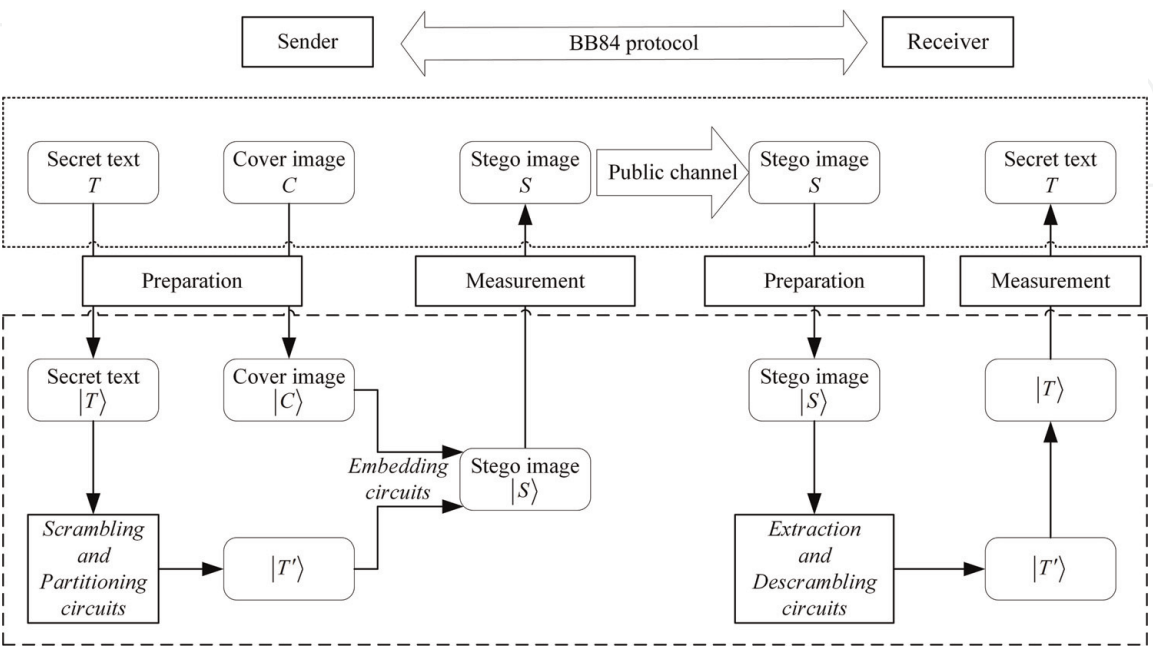 Sender
BB84 protocol
Receiver
Secret text
T
Cover image
C
Stego image
S
Public channel
Stego image
S
Secret text
T
Preparation
Measurement
Preparation
Measurement
Secret text
|T⟩
Cover image
|C⟩
Embedding
circuits
Stego image
|S⟩
Stego image
|S⟩
|T⟩
Scrambling
and
Partitioning
circuits
|T′⟩
Extraction
and
Descrambling
circuits
|T′⟩